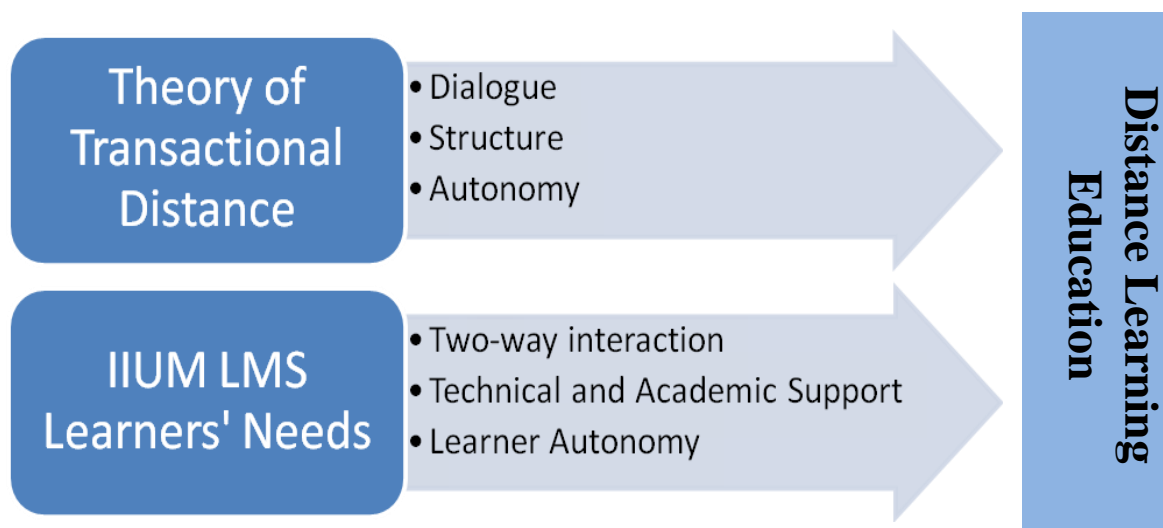 Theory of
Transactional
Distance
• Dialogue
• Structure
• Autonomy
IIUM LMS
Learners' Needs
• Two-way interaction
• Technical and Academic Support
• Learner Autonomy
Distance Learning
Education